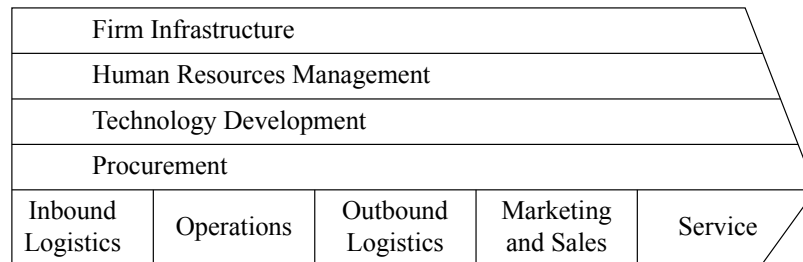 Firm Infrastructure
Human Resources Management
Technology Development
Procurement
Inbound
Logistics
Operations
Outbound
Logistics
Marketing
and Sales
Service